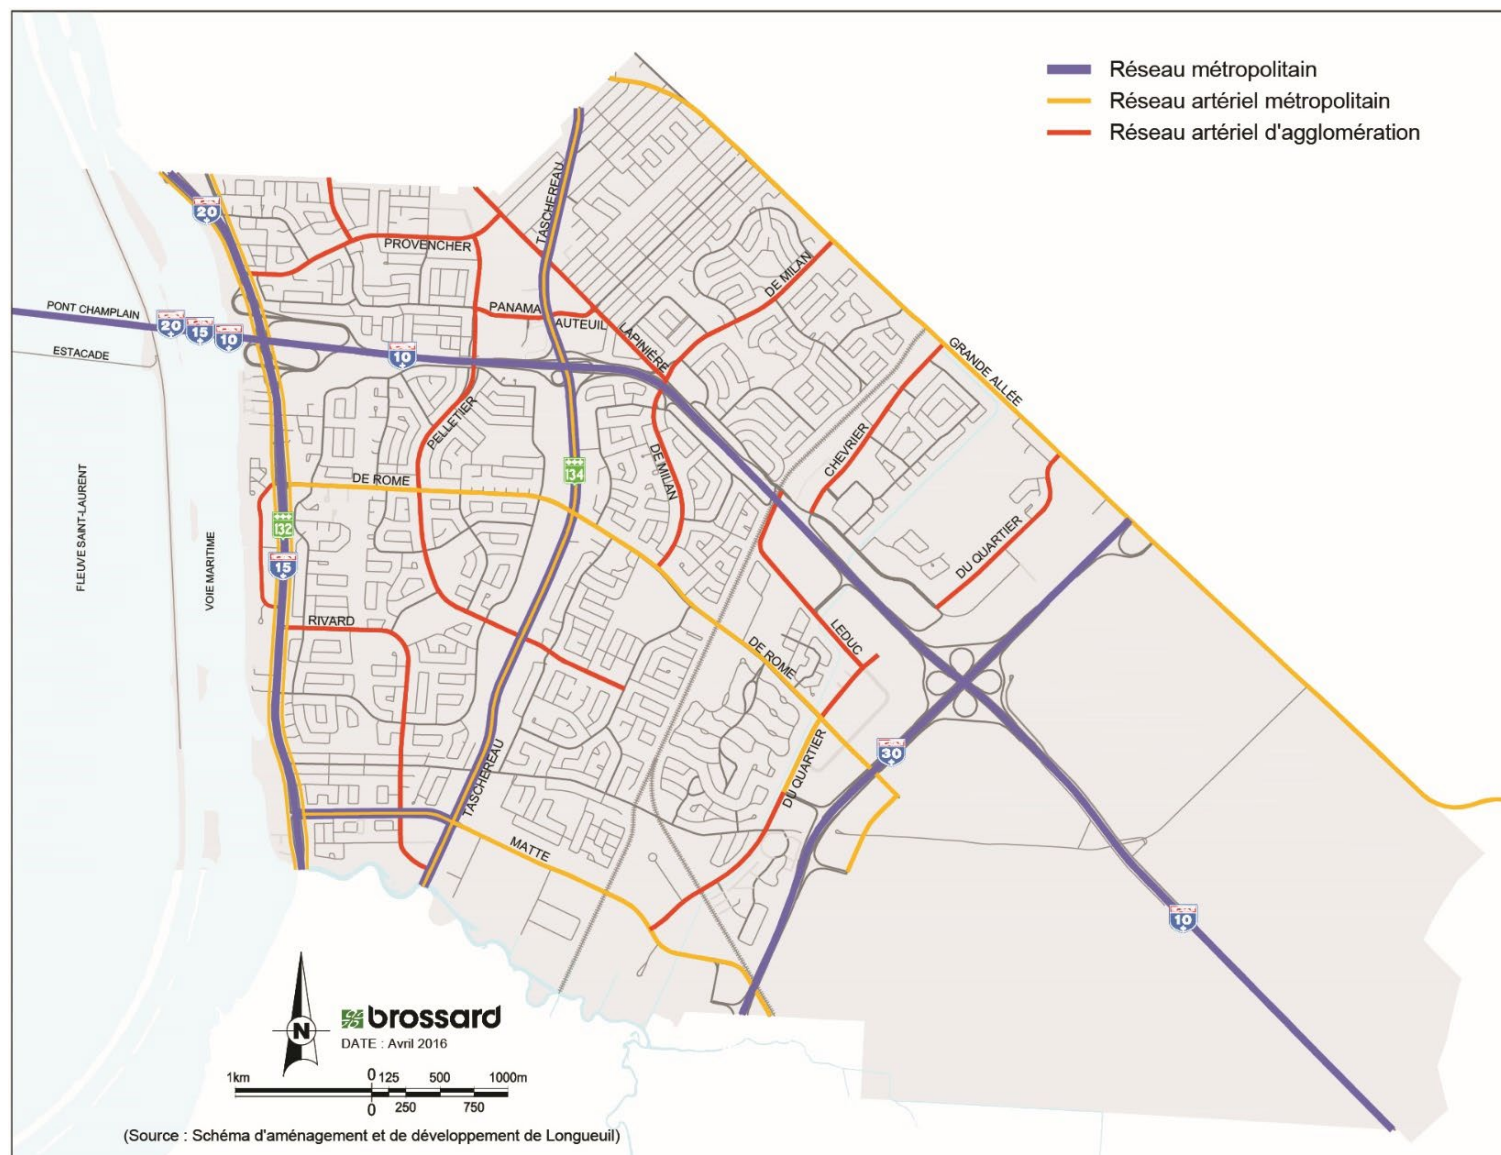 Réseau métropolitain
Réseau artériel métropolitain
Réseau artériel d'agglomération
TASCHEREAU
20
PROVENCHER
DE MILAN
PONT CHAMPLAIN
20
15
10
PANAMA
AUTEUIL
LAPINIÈRE
ESTACADE
10
GRANDE ALLÉE
PELLETIER
CHEVRIER
DE MILAN
134
DE ROME
FLEUVE SAINT-LAURENT
VOIE MARITIME
132
15
DU QUARTIER
RIVARD
LEDUC
DE ROME
30
TASCHEREAU
DU QUARTIER
MATTE
10
N
brossard
DATE : Avril 2016
1km
0
125
500
1000m
0
250
750
(Source : Schéma d'aménagement et de développement de Longueuil)